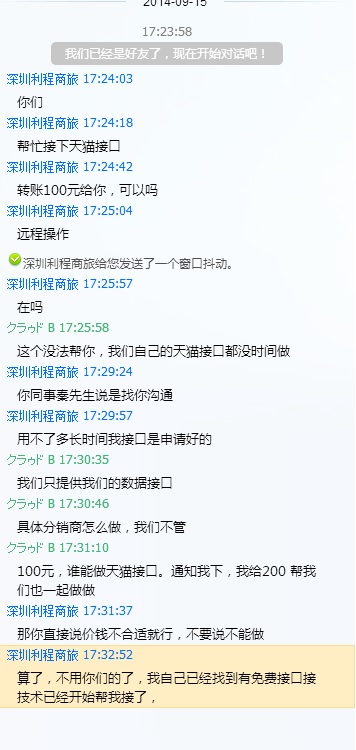 2014-09-15
17:23:58
我们已经是好友了，现在开始对话吧！
深圳利程商旅 17:24:03
你们
深圳利程商旅 17:24:18
帮忙接下天猫接口
深圳利程商旅 17:24:42
转账100元给你，可以吗
深圳利程商旅 17:25:04
远程操作
深圳利程商旅给您发送了一个窗口抖动。
深圳利程商旅 17:25:57
在吗
クラゥド B 17:25:58
这个没法帮你，我们自己的天猫接口都没时间做
深圳利程商旅 17:29:24
你同事秦先生说是找你沟通
深圳利程商旅 17:29:57
用不了多长时间我接口是申请好的
クラゥド B 17:30:35
我们只提供我们的数据接口
クラゥド B 17:30:46
具体分销商怎么做，我们不管
クラゥド B 17:31:10
100元，谁能做天猫接口。通知我下，我给200 帮我
们也一起做做
深圳利程商旅 17:31:37
那你直接说价钱不合适就行，不要说不能做
深圳利程商旅 17:32:52
算了，不用你们的了，我自己已经找到有免费接口接
技术已经开始帮我接了，